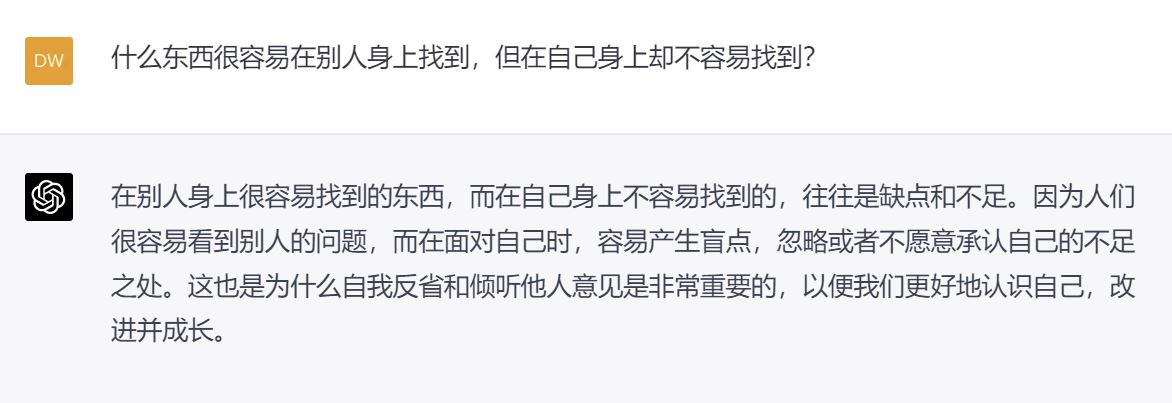 DW
什么东西很容易在别人身上找到，但在自己身上却不容易找到？
在别人身上很容易找到的东西，而在自己身上不容易找到的，往往是缺点和不足。因为人们
很容易看到别人的问题，而在面对自己时，容易产生盲点，忽略或者不愿意承认自己的不足
之处。这也是为什么自我反省和倾听他人意见是非常重要的，以便我们更好地认识自己，改
进并成长。